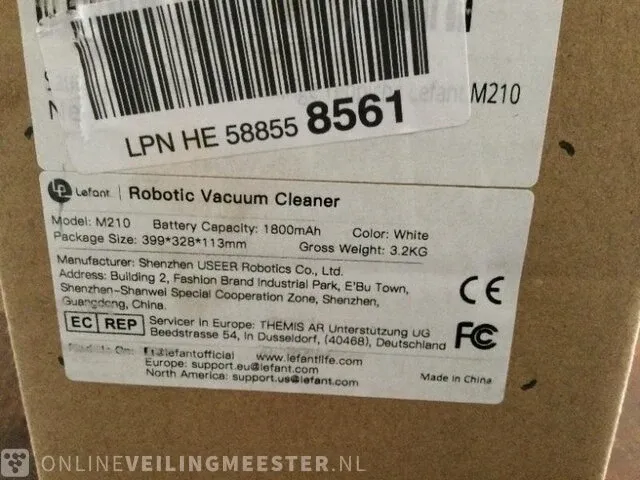 LPN HE 58855 8561
Lefant M210
Lefant | Robotic Vacuum Cleaner
Model: M210 Battery Capacity: 1800mAh Color: White
Package Size: 399*328*113mm Gross Weight: 3.2KG
Manufacturer: Shenzhen USEER Robotics Co., Ltd.
Address: Building 2, Fashion Brand Industrial Park, E'Bu Town,
Shenzhen-Shanwei Special Cooperation Zone, Shenzhen,
Guangdong, China.
CE
EC REP Servicer in Europe: THEMIS AR Unterstützung UG
Beedstrasse 54, in Dusseldorf, (40468), Deutschland
FC
lefantofficial www.lefantlife.com
Europe: support.eu@lefant.com
North America: support.us@lefant.com
Made in China
ONLINEVEILINGMEESTER.NL